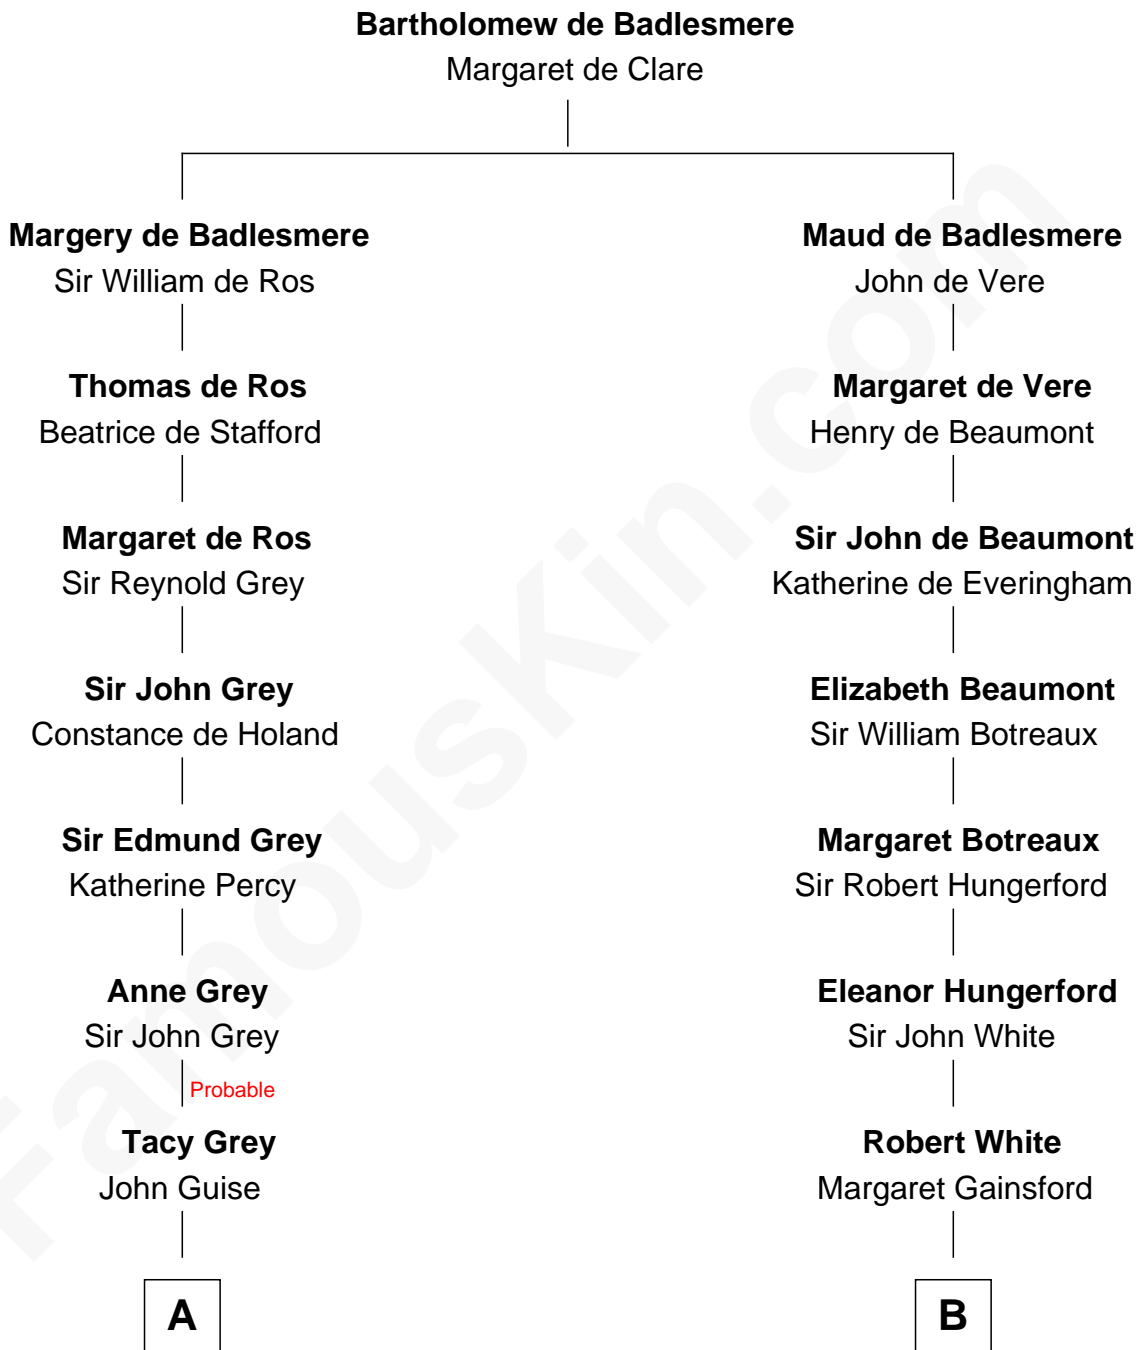 Bartholomew de Badlesmere
Margaret de Clare
Margery de Badlesmere
Sir William de Ros
Thomas de Ros
Beatrice de Stafford
Margaret de Ros
Sir Reynold Grey
Sir John Grey
Constance de Holand
Sir Edmund Grey
Katherine Percy
Anne Grey
Sir John Grey
Probable
Tacy Grey
John Guise
A
Maud de Badlesmere
John de Vere
Margaret de Vere
Henry de Beaumont
Sir John de Beaumont
Katherine de Everingham
Elizabeth Beaumont
Sir William Botreaux
Margaret Botreaux
Sir Robert Hungerford
Eleanor Hungerford
Sir John White
Robert White
Margaret Gainsford
B
FamousKin.com